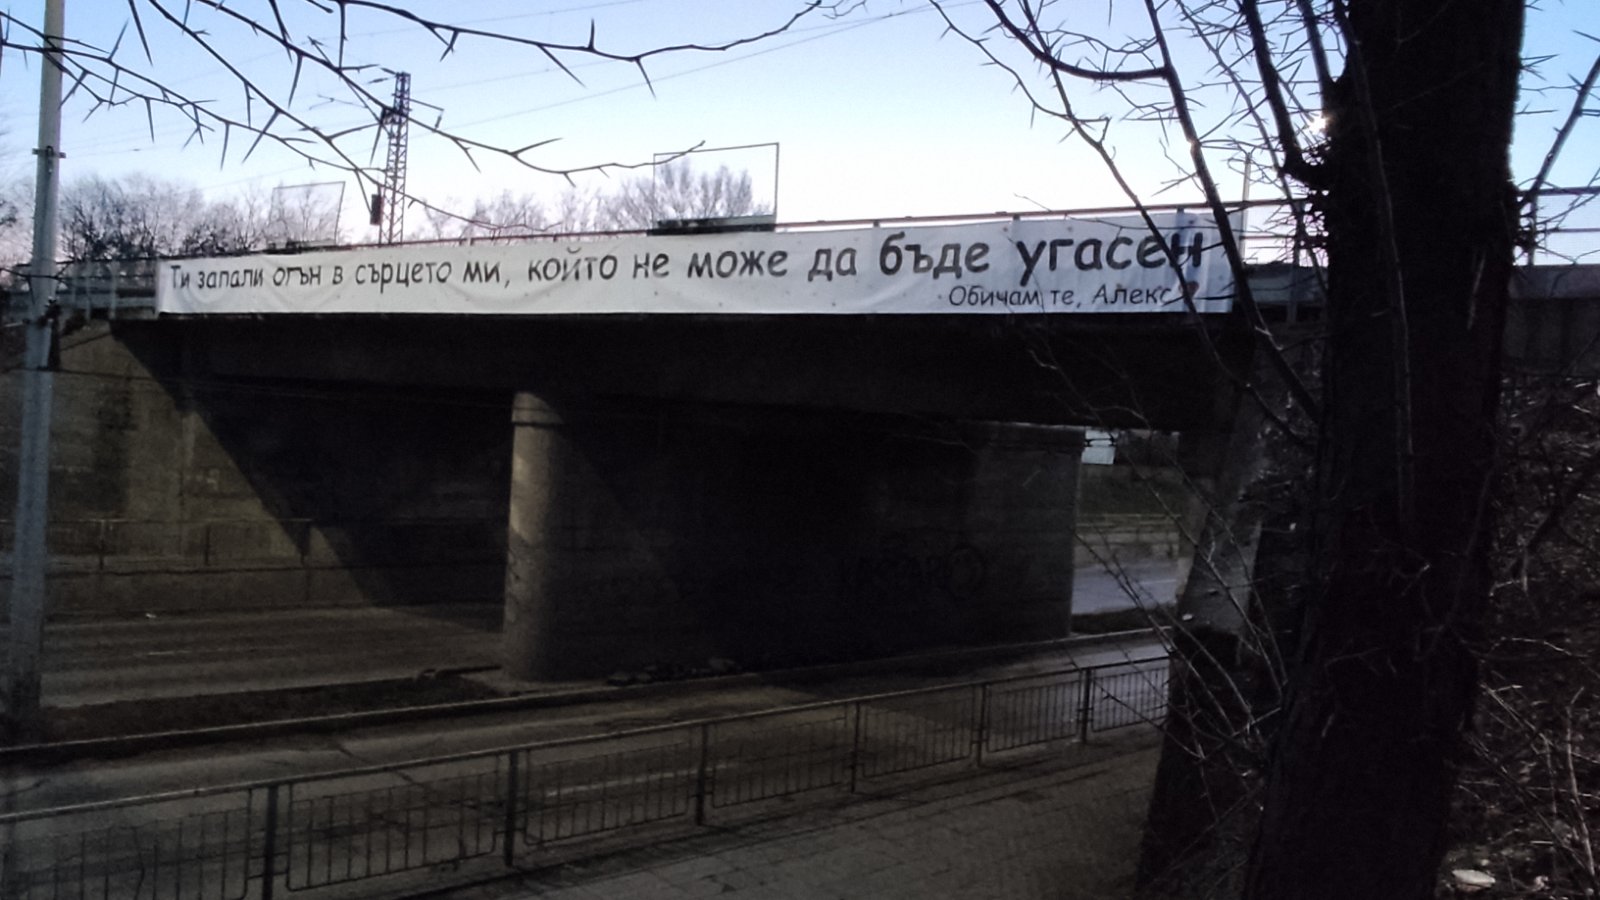 Ти запали огън в сърцето ми, който не може да бъде угасен
Обичам те, Алекс